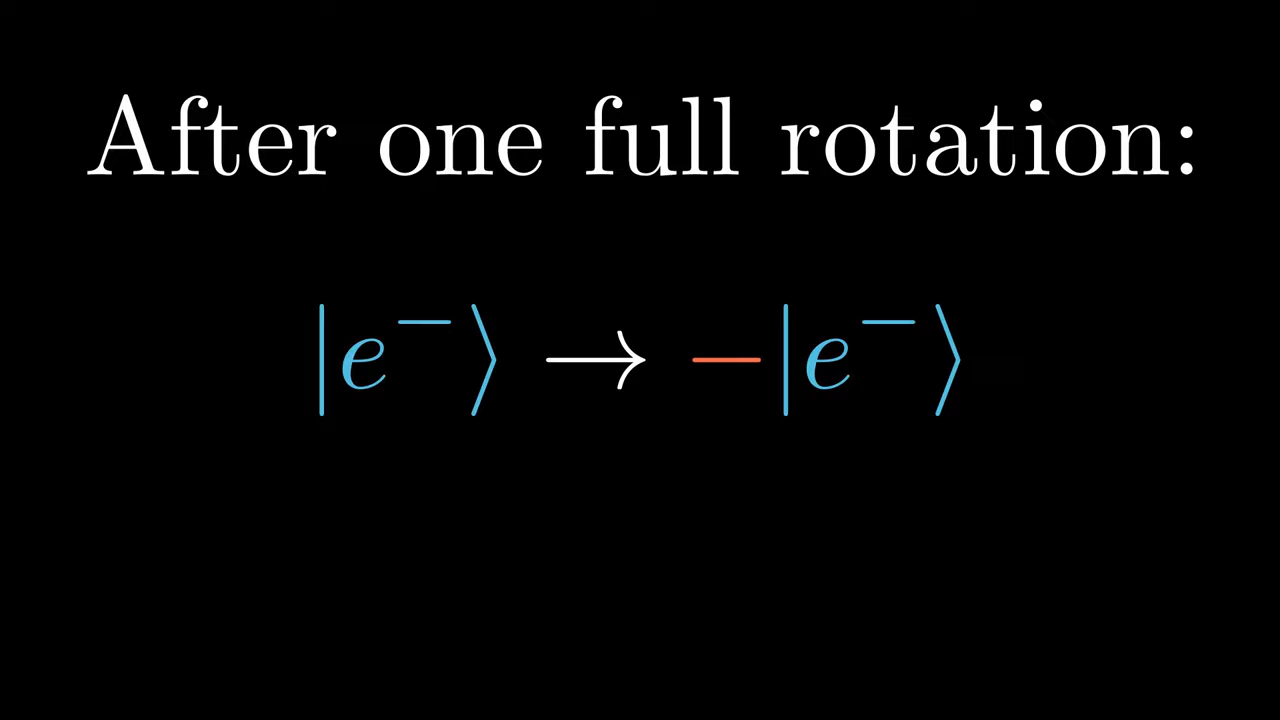 After one full rotation:
|e⁻⟩ → −|e⁻⟩